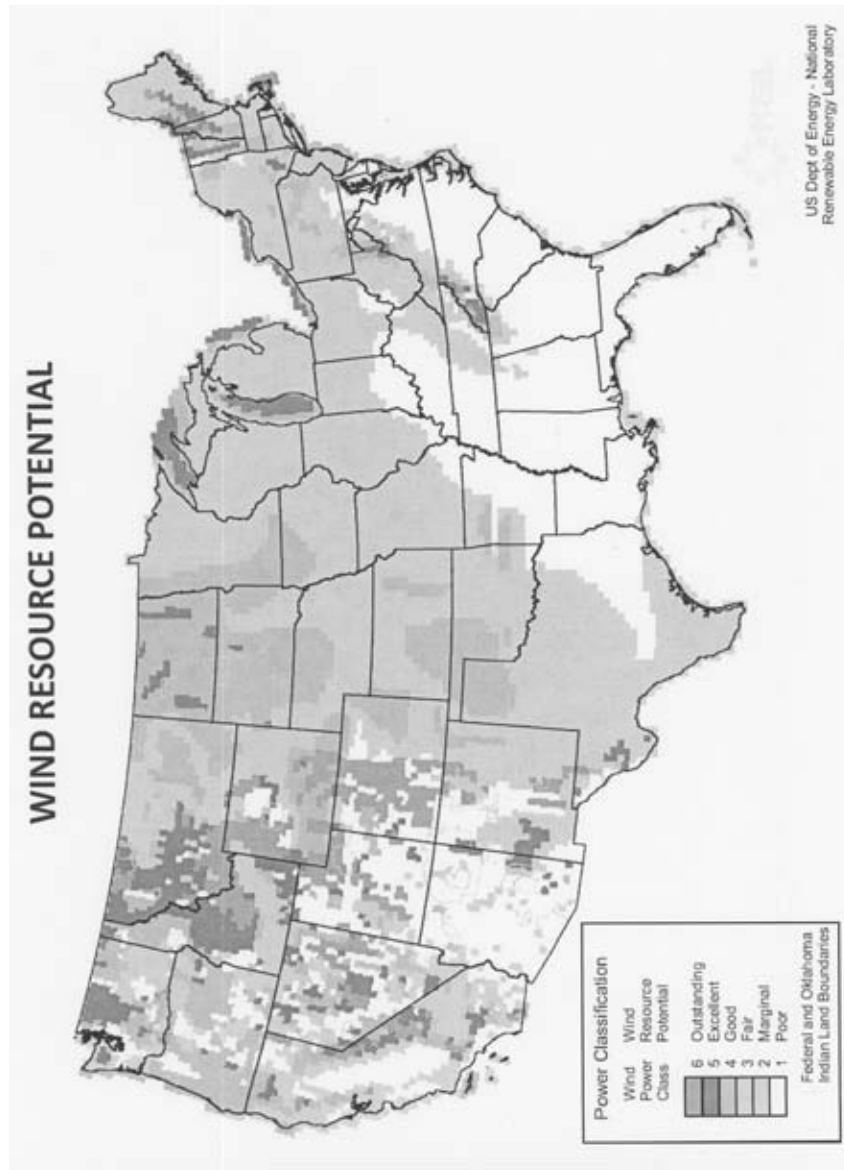 WIND RESOURCE POTENTIAL
Power Classification
Wind Wind
Power Resource
Class Potential
6 Outstanding
5 Excellent
4 Good
3 Fair
2 Marginal
1 Poor
Federal and Oklahoma
Indian Land Boundaries
US Dept of Energy - National
Renewable Energy Laboratory